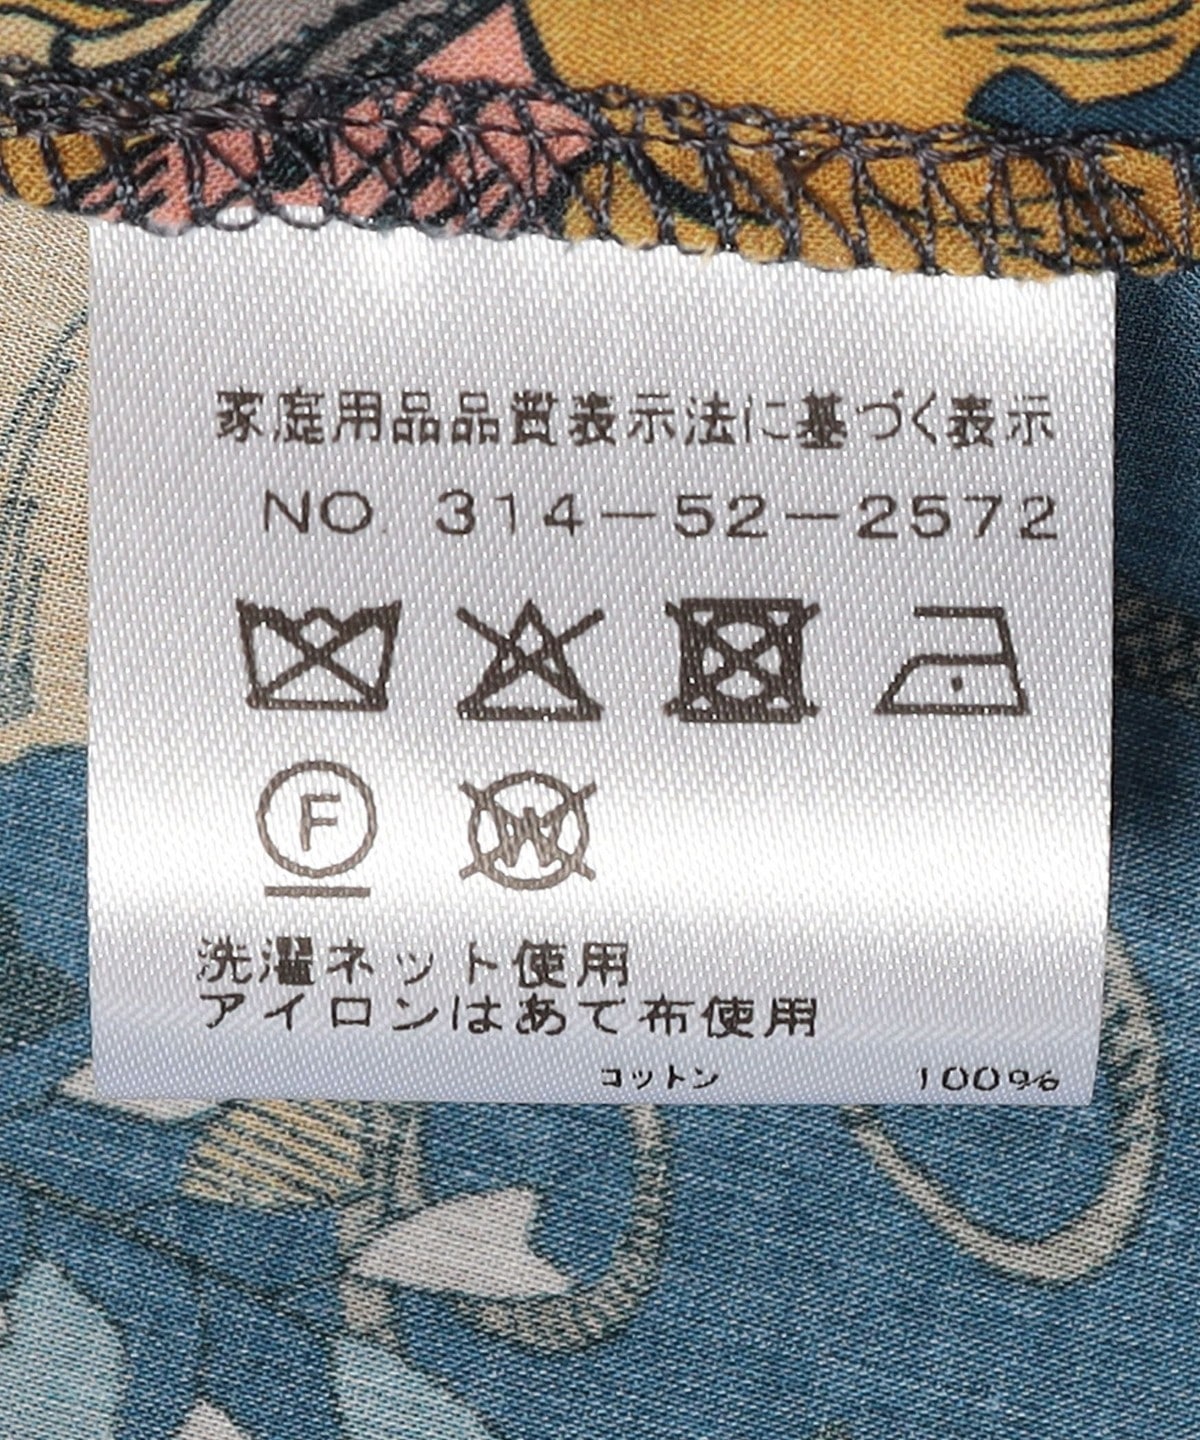 家庭用品品質表示法に基づく表示
NO. 314-52-2572
F
W
洗濯ネット使用
アイロンはあて布使用
コットン 100%